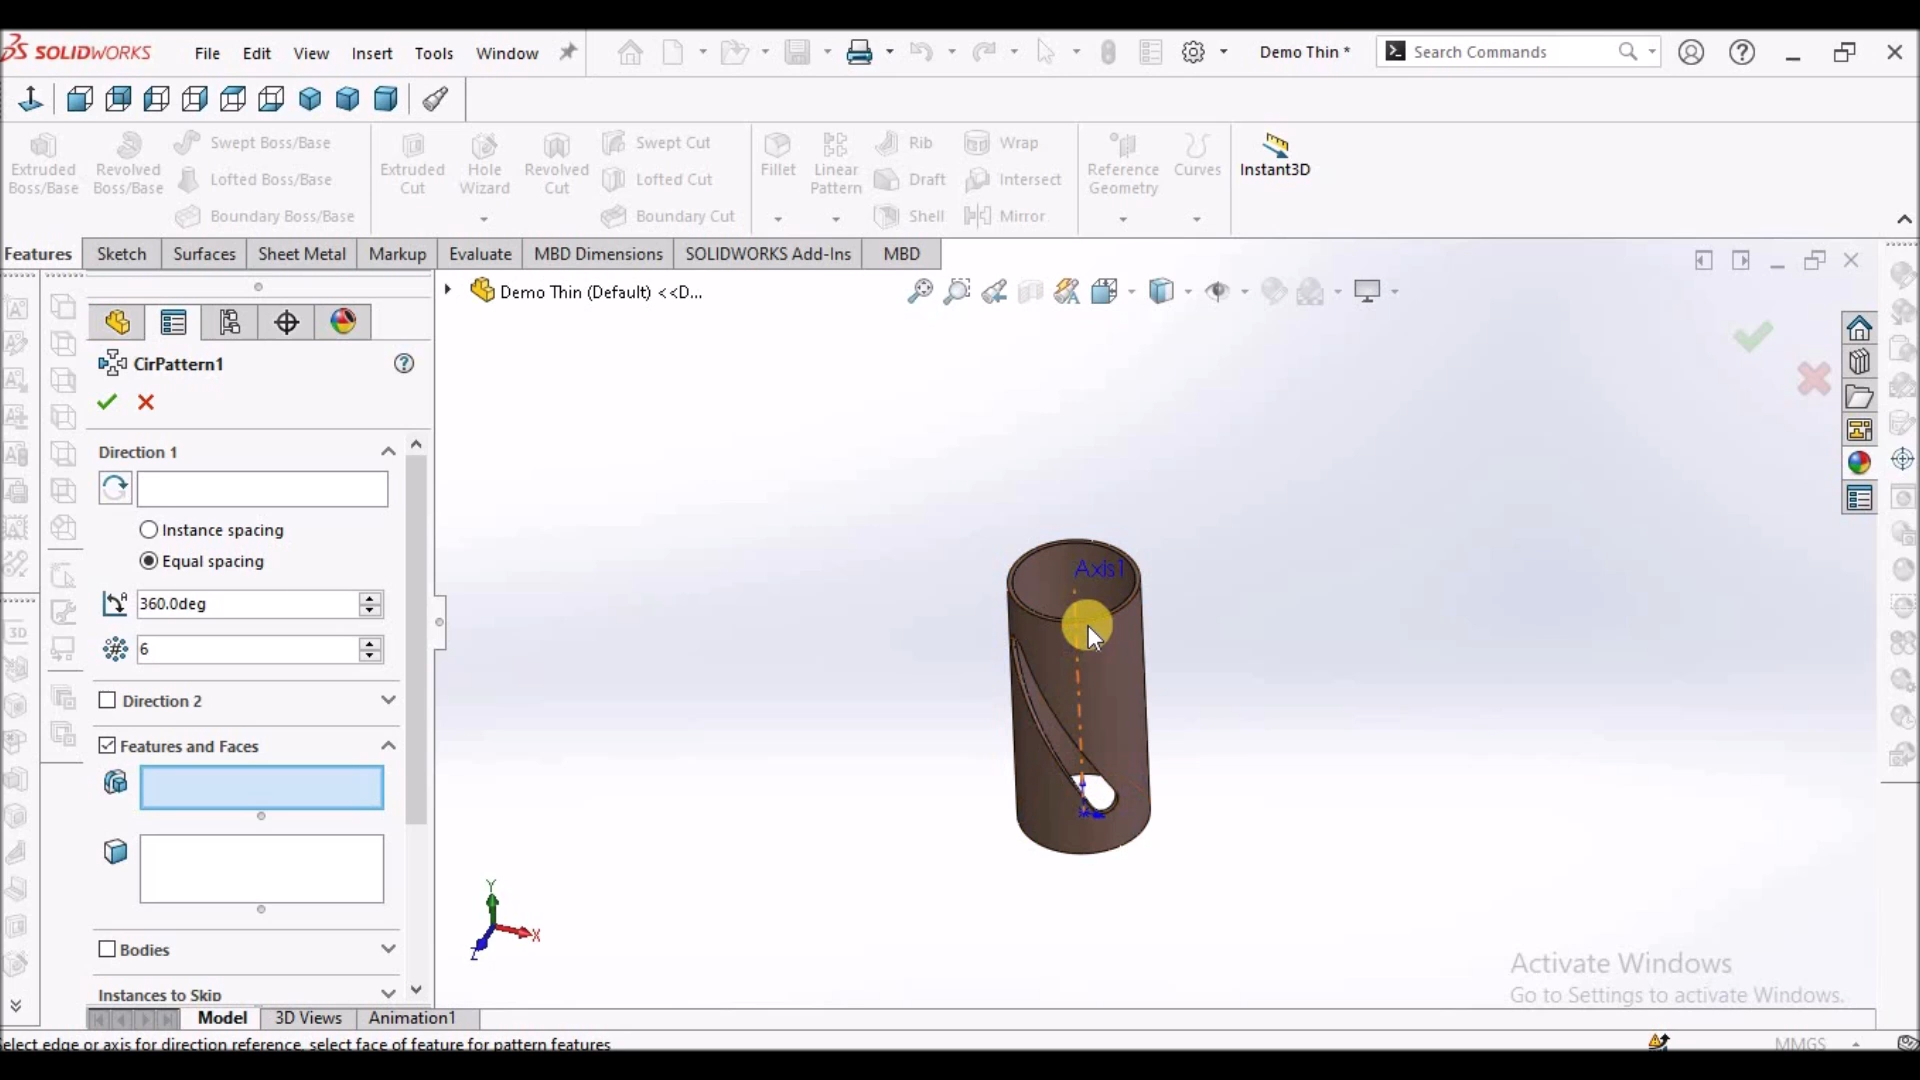 SOLIDWORKS File Edit View Insert Tools Window Demo Thin * Search Commands
Extruded Boss/Base
Revolved Boss/Base
Swept Boss/Base
Lofted Boss/Base
Boundary Boss/Base
Extruded Cut
Hole Wizard
Revolved Cut
Swept Cut
Lofted Cut
Boundary Cut
Fillet
Linear Pattern
Rib
Draft
Shell
Wrap
Intersect
Mirror
Reference Geometry
Curves
Instant3D
Features Sketch Surfaces Sheet Metal Markup Evaluate MBD Dimensions SOLIDWORKS Add-Ins MBD
Demo Thin (Default) <<D...
CirPattern1
Direction 1
Instance spacing
Equal spacing
360.0deg
6
Direction 2
Features and Faces
Bodies
Instances to Skip
Axis1
Y
X
Z
Activate Windows
Go to Settings to activate Windows.
Model 3D Views Animation1
elect edge or axis for direction reference, select face of feature for pattern features
MMGS
3D